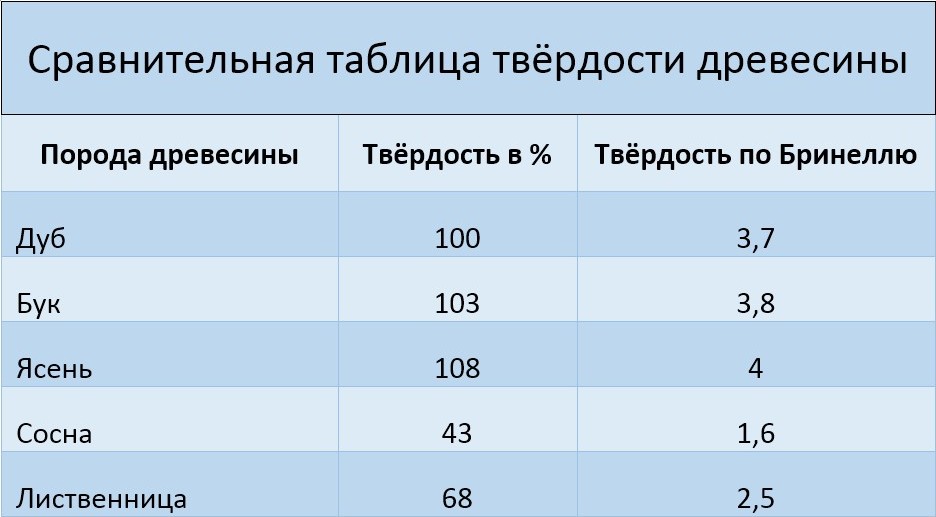 Сравнительная таблица твёрдости древесины
Порода древесины Твёрдость в % Твёрдость по Бринеллю
Дуб 100 3,7
Бук 103 3,8
Ясень 108 4
Сосна 43 1,6
Лиственница 68 2,5